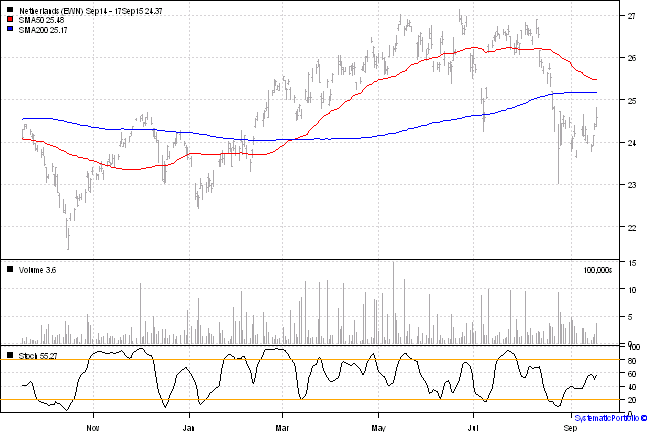 Netherlands (EWN) Sep14 - 17Sep15 24.37
SMA50 25.48
SMA200 25.17
27
26
25
24
23
22
Volume 3.6
100,000s
15
10
5
0
Stoch 55.27
100
80
60
40
20
0
Nov Jan Mar May Jul Sep
SystematicPortfolio ©